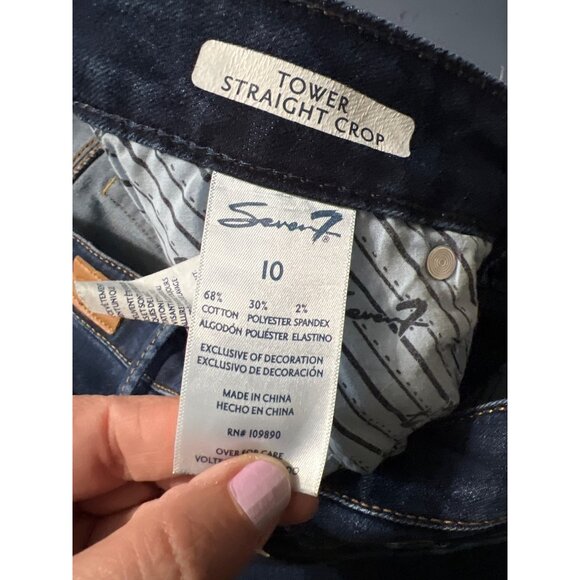 TOWER
STRAIGHT CROP
Seven7®
10
68% 30% 2%
COTTON POLYESTER SPANDEX
ALGODÓN POLIÉSTER ELASTINO
EXCLUSIVE OF DECORATION
EXCLUSIVO DE DECORACIÓN
MADE IN CHINA
HECHO EN CHINA
RN# 109890
OVER FOR CARE
Seven7